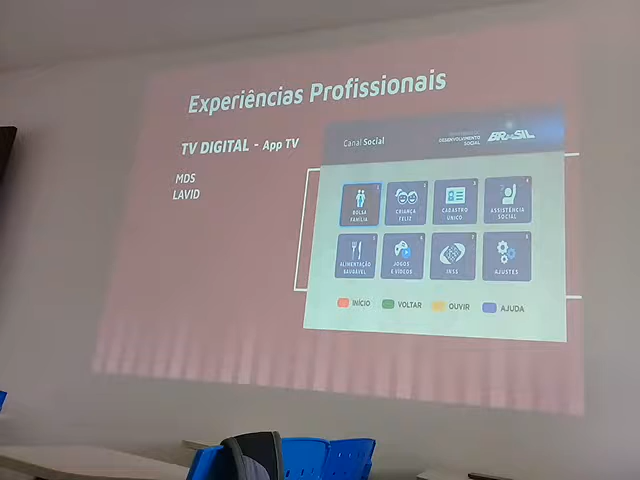 Experiências Profissionais
TV DIGITAL - App TV
MDS
LAVID
Canal Social
DESENVOLVIMENTO
SOCIAL
BRASIL
BOLSA
FAMÍLIA
CRIANÇA
FELIZ
CADASTRO
ÚNICO
ASSISTÊNCIA
SOCIAL
ALIMENTAÇÃO
SAUDÁVEL
JOGOS
E VÍDEOS
INSS
AJUSTES
INÍCIO
VOLTAR
OUVIR
AJUDA